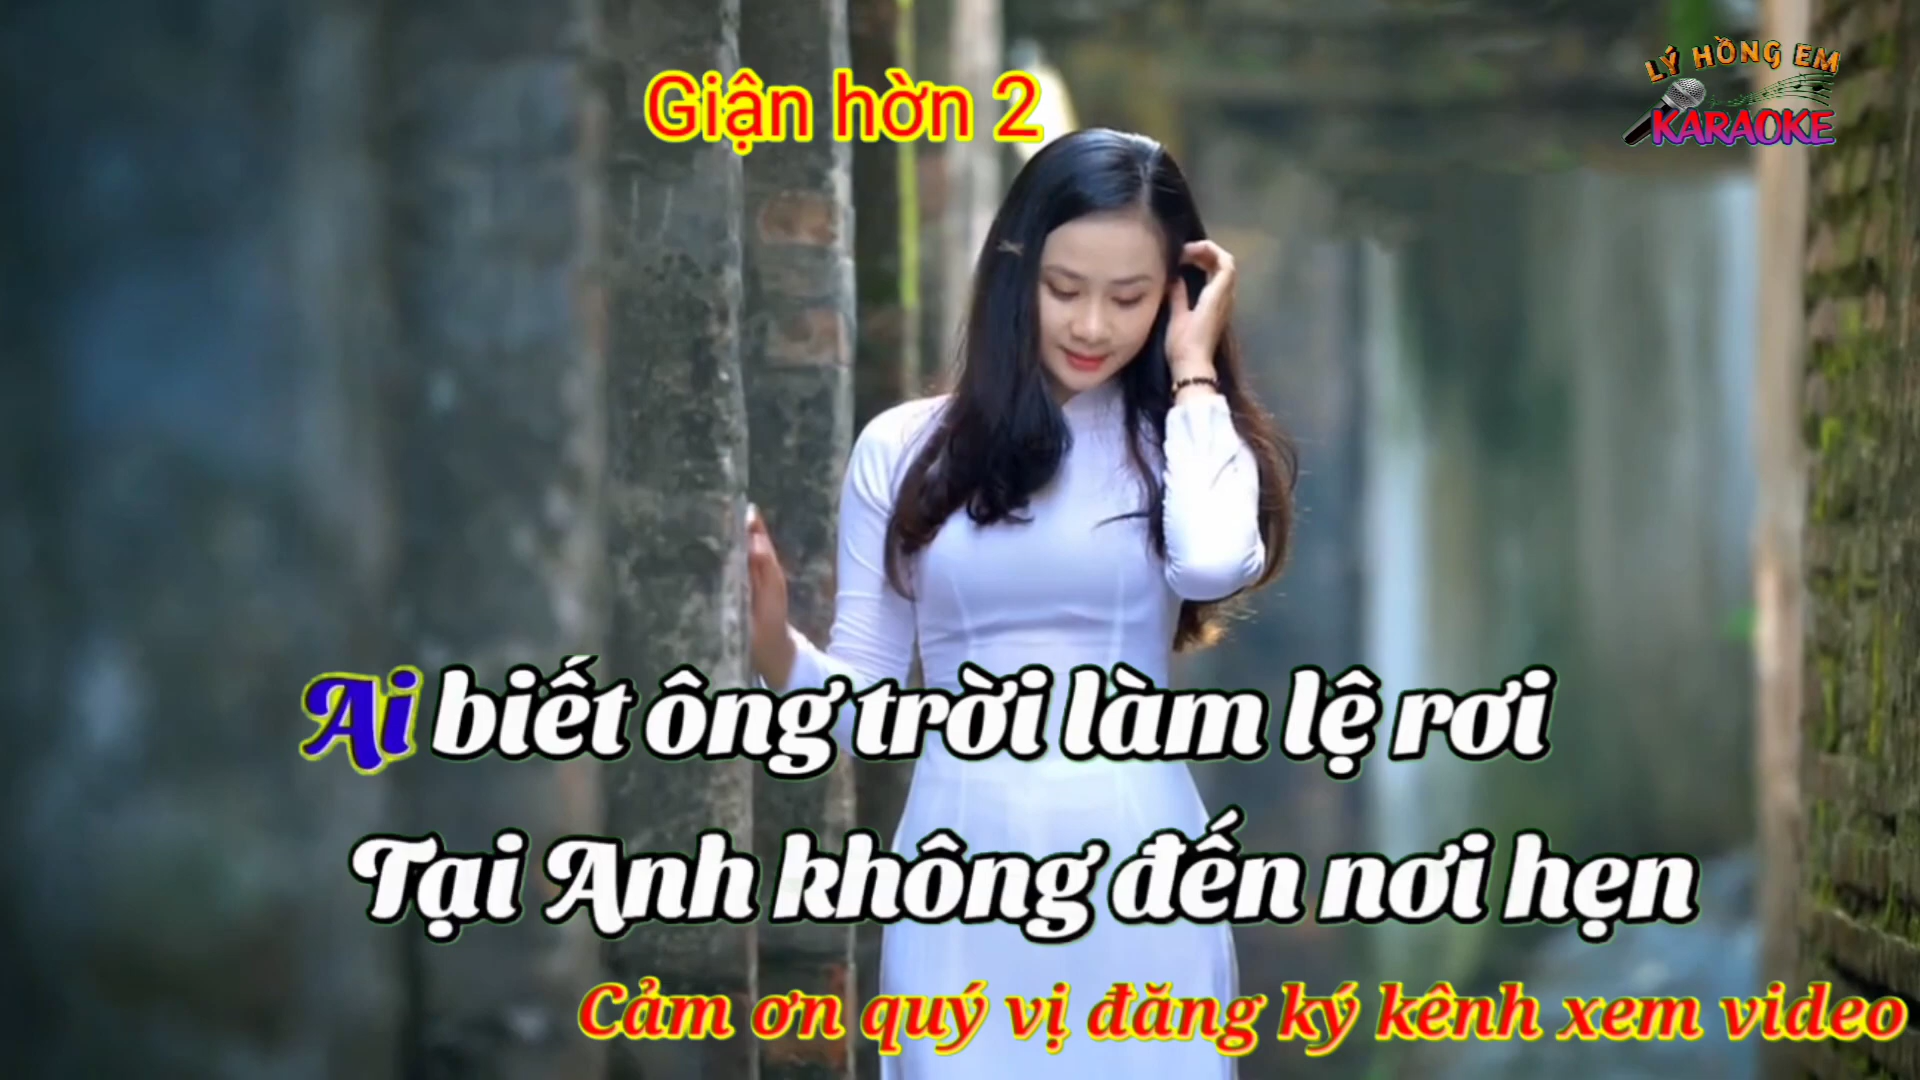 Giận hờn 2
LÝ HỒNG EM
KARAOKE
Ai biết ông trời làm lệ rơi
Tại Anh không đến nơi hẹn
Cảm ơn quý vị đăng ký kênh xem video